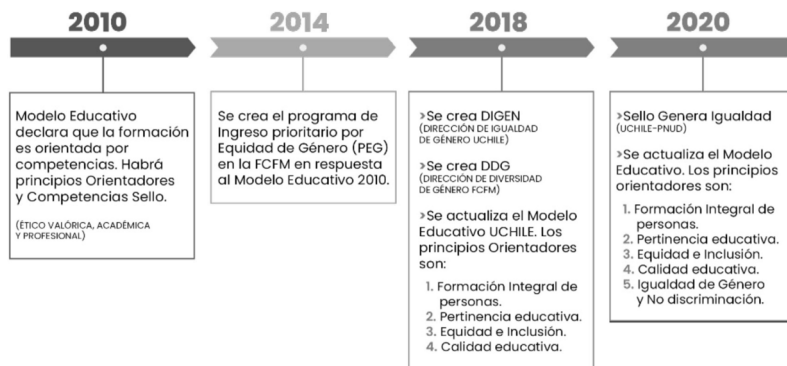 2010
Modelo Educativo
declara que la formación
es orientada por
competencias. Habrá
principios Orientadores
y Competencias Sello.
(ÉTICO VALÓRICA, ACADÉMICA
Y PROFESIONAL)
2014
Se crea el programa de
Ingreso prioritario por
Equidad de Género (PEG)
en la FCFM en respuesta
al Modelo Educativo 2010.
2018
>Se crea DIGEN
(DIRECCIÓN DE IGUALDAD
DE GÉNERO UCHILE)
>Se crea DDG
(DIRECCIÓN DE DIVERSIDAD
DE GÉNERO FCFM)
>Se actualiza el Modelo
Educativo UCHILE. Los
principios Orientadores
son:
1. Formación Integral de
personas.
2. Pertinencia educativa.
3. Equidad e Inclusión.
4. Calidad educativa.
2020
>Sello Genera Igualdad
(UCHILE-PNUD)
>Se actualiza el Modelo
Educativo. Los principios
orientadores son:
1. Formación Integral de
personas.
2. Pertinencia educativa.
3. Equidad e Inclusión.
4. Calidad educativa.
5. Igualdad de Género
y No discriminación.